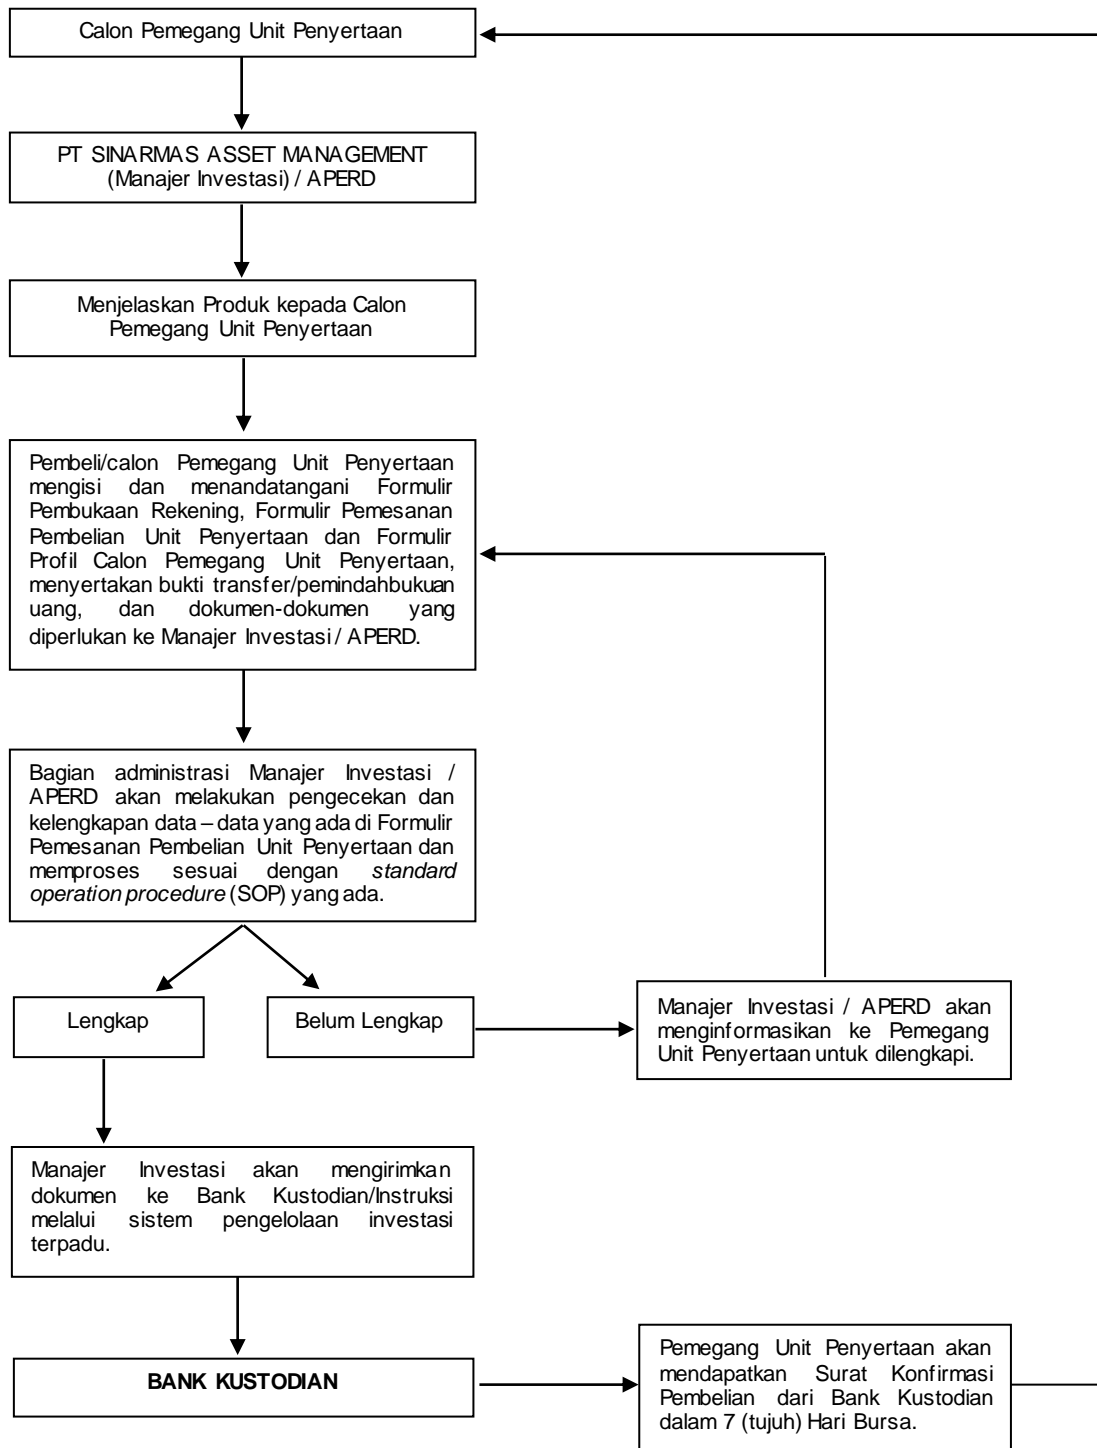 Calon Pemegang Unit Penyertaan
PT SINARMAS ASSET MANAGEMENT
(Manajer Investasi) / APERD
Menjelaskan Produk kepada Calon
Pemegang Unit Penyertaan
Pembeli/calon Pemegang Unit Penyertaan
mengisi dan menandatangani Formulir
Pembukaan Rekening, Formulir Pemesanan
Pembelian Unit Penyertaan dan Formulir
Profil Calon Pemegang Unit Penyertaan,
menyertakan bukti transfer/pemindahbukuan
uang, dan dokumen-dokumen yang
diperlukan ke Manajer Investasi / APERD.
Bagian administrasi Manajer Investasi /
APERD akan melakukan pengecekan dan
kelengkapan data – data yang ada di Formulir
Pemesanan Pembelian Unit Penyertaan dan
memproses sesuai dengan standard
operation procedure (SOP) yang ada.
Lengkap
Belum Lengkap
Manajer Investasi / APERD akan
menginformasikan ke Pemegang
Unit Penyertaan untuk dilengkapi.
Manajer Investasi akan mengirimkan
dokumen ke Bank Kustodian/Instruksi
melalui sistem pengelolaan investasi
terpadu.
BANK KUSTODIAN
Pemegang Unit Penyertaan akan
mendapatkan Surat Konfirmasi
Pembelian dari Bank Kustodian
dalam 7 (tujuh) Hari Bursa.